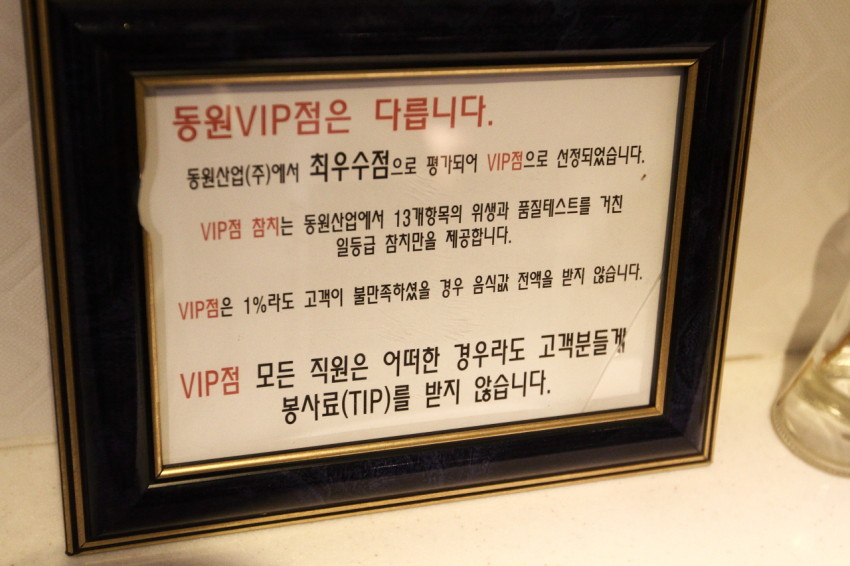 동원VIP점은 다릅니다.
동원산업(주)에서 최우수점으로 평가되어 VIP점으로 선정되었습니다.
VIP점 참치는 동원산업에서 13개항목의 위생과 품질테스트를 거친
일등급 참치만을 제공합니다.
VIP점은 1%라도 고객이 불만족하셨을 경우 음식값 전액을 받지 않습니다.
VIP점 모든 직원은 어떠한 경우라도 고객분들게
봉사료(TIP)를 받지 않습니다.